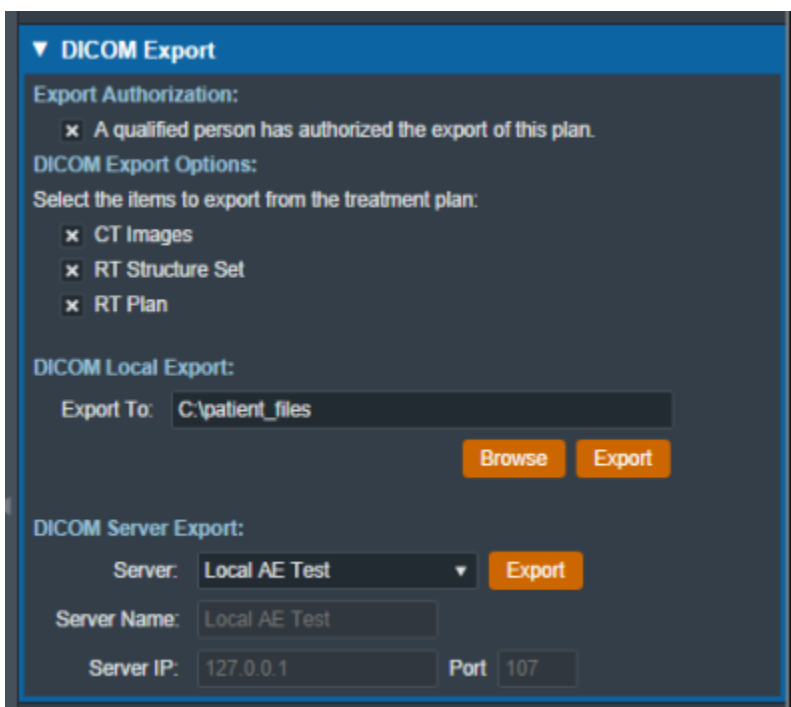 DICOM Export
Export Authorization:
A qualified person has authorized the export of this plan.
DICOM Export Options:
Select the items to export from the treatment plan:
CT Images
RT Structure Set
RT Plan
DICOM Local Export:
Export To: C:\patient_files
Browse Export
DICOM Server Export:
Server: Local AE Test Export
Server Name: Local AE Test
Server IP: 127.0.0.1 Port 107